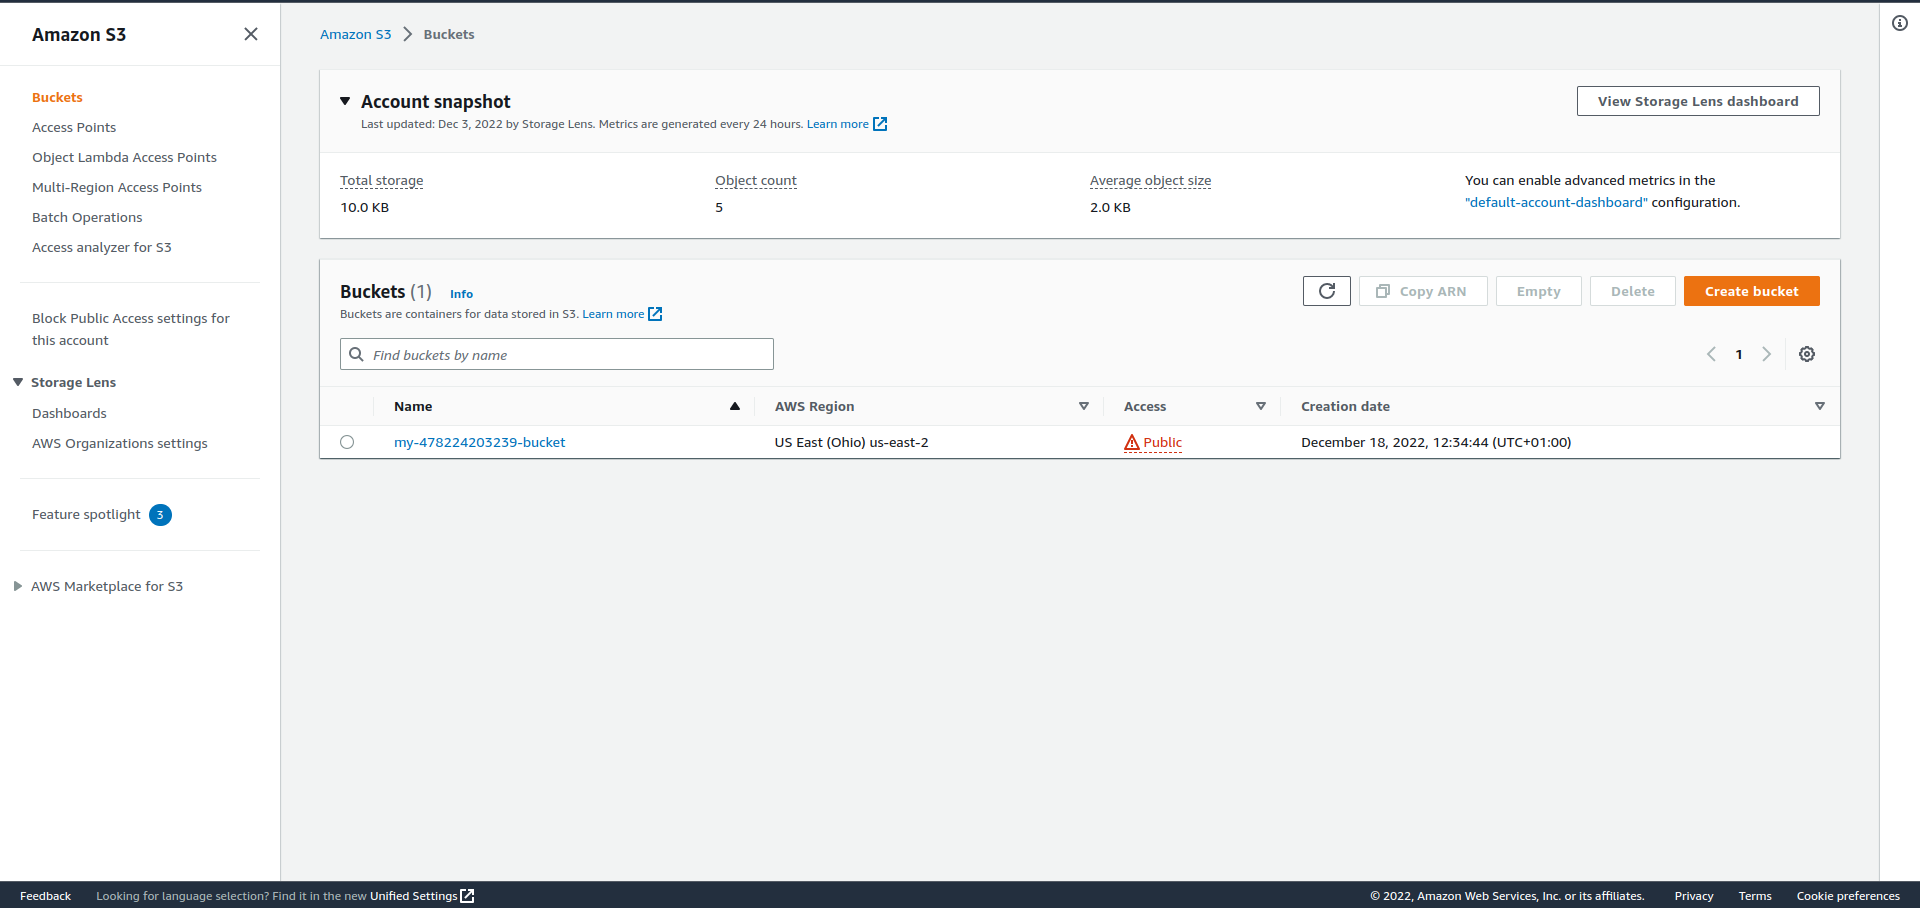 Amazon S3
Buckets
Access Points
Object Lambda Access Points
Multi-Region Access Points
Batch Operations
Access analyzer for S3
Block Public Access settings for
this account
Storage Lens
Dashboards
AWS Organizations settings
Feature spotlight 3
AWS Marketplace for S3
Amazon S3 Buckets
Account snapshot
View Storage Lens dashboard
Last updated: Dec 3, 2022 by Storage Lens. Metrics are generated every 24 hours. Learn more
Total storage
10.0 KB
Object count
5
Average object size
2.0 KB
You can enable advanced metrics in the
"default-account-dashboard" configuration.
Buckets (1) Info
Copy ARN Empty Delete Create bucket
Buckets are containers for data stored in S3. Learn more
Find buckets by name
1
Name AWS Region Access Creation date
my-478224203239-bucket US East (Ohio) us-east-2 Public December 18, 2022, 12:34:44 (UTC+01:00)
Feedback Looking for language selection? Find it in the new Unified Settings © 2022, Amazon Web Services, Inc. or its affiliates. Privacy Terms Cookie preferences